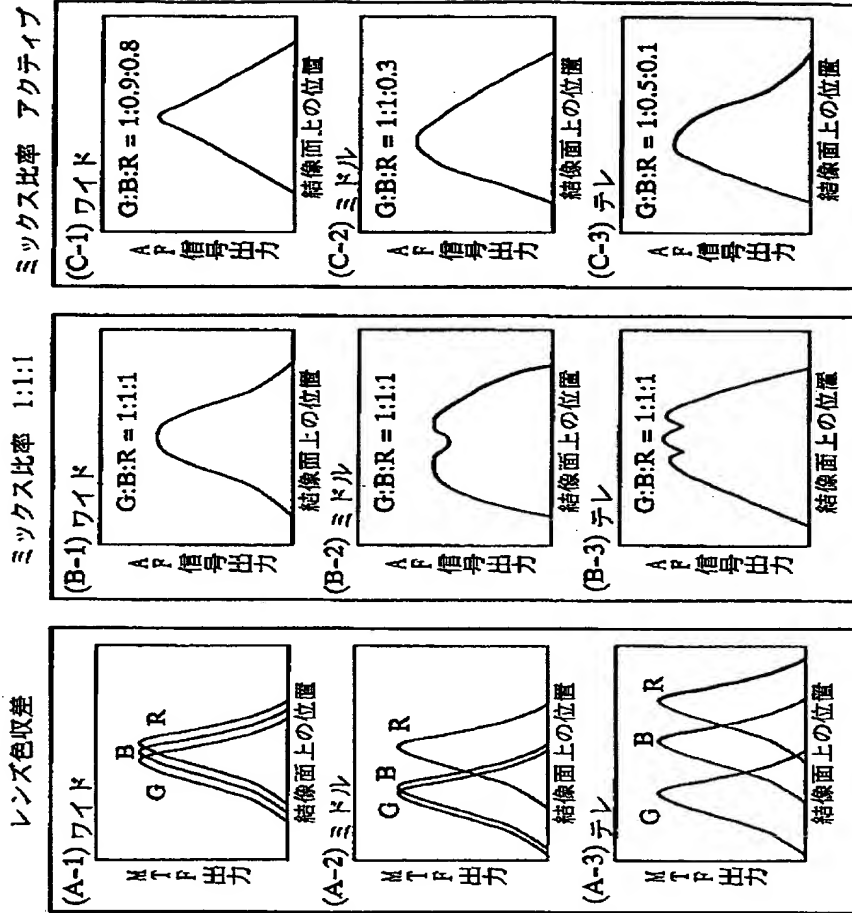 レンズ色収差
(A-1) ワイド
MTF出力
G
B
R
結像面上の位置
(A-2) ミドル
MTF出力
G B
R
結像面上の位置
(A-3) テレ
MTF出力
G
B
R
結像面上の位置
ミックス比率 1:1:1
(B-1) ワイド
AF信号出力
G:B:R = 1:1:1
結像面上の位置
(B-2) ミドル
AF信号出力
G:B:R = 1:1:1
結像面上の位置
(B-3) テレ
AF信号出力
G:B:R = 1:1:1
結像面上の位置
ミックス比率 アクティブ
(C-1) ワイド
AF信号出力
G:B:R = 1:0.9:0.8
結像面上の位置
(C-2) ミドル
AF信号出力
G:B:R = 1:1:0.3
結像面上の位置
(C-3) テレ
AF信号出力
G:B:R = 1:0.5:0.1
結像面上の位置